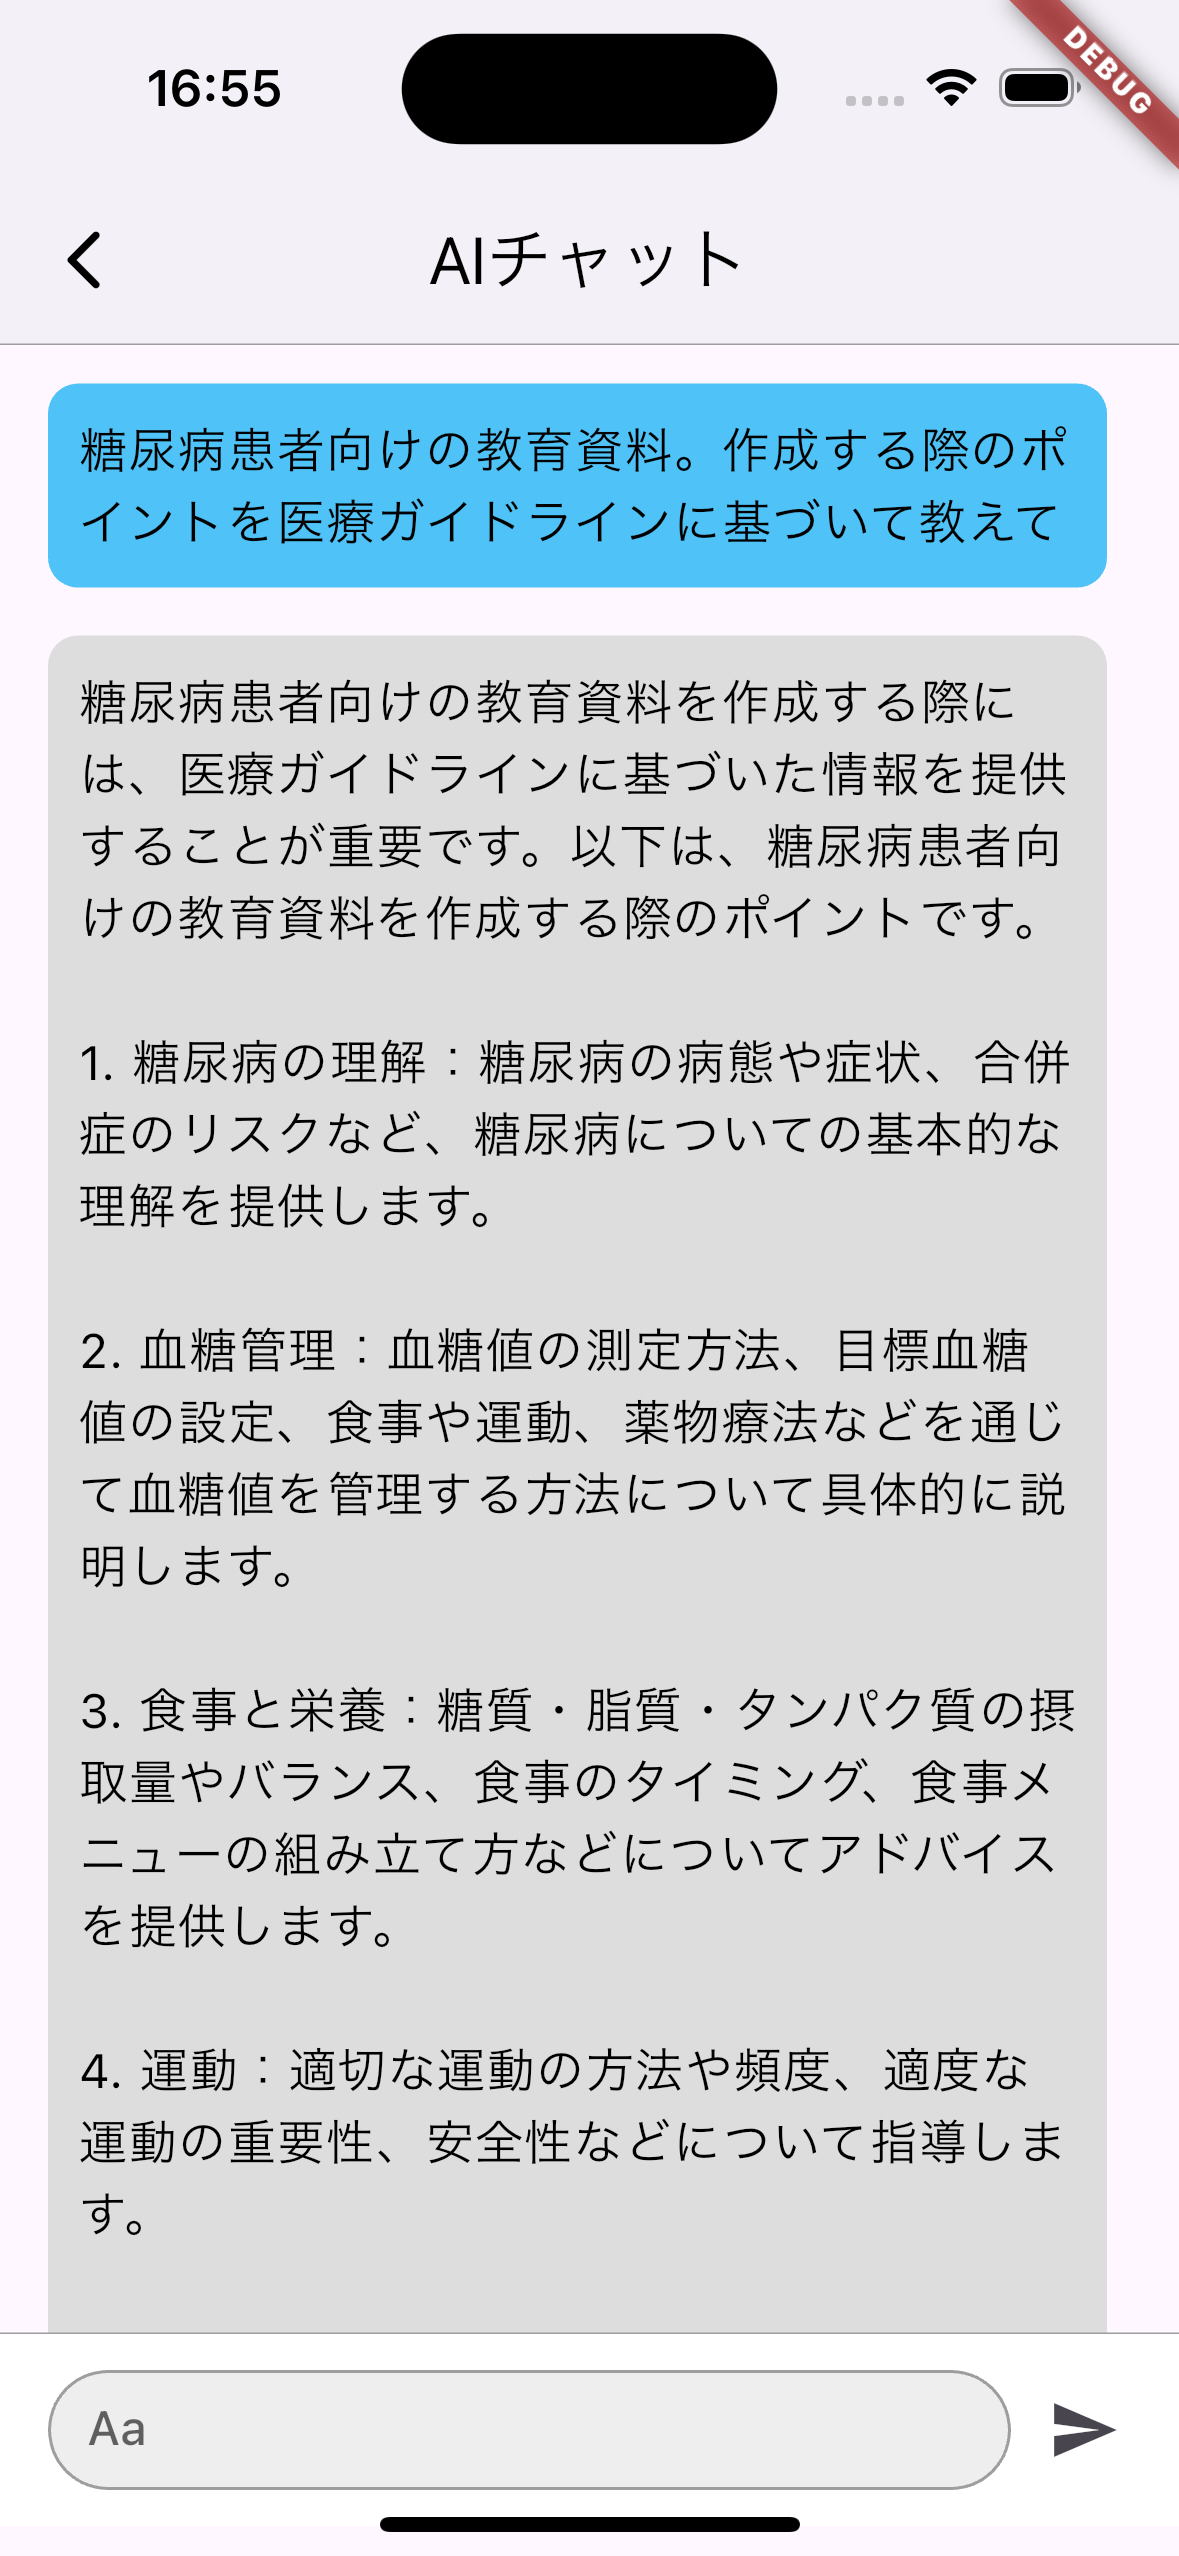 16:55
DEBUG
AIチャット
糖尿病患者向けの教育資料。作成する際のポ
イントを医療ガイドラインに基づいて教えて
糖尿病患者向けの教育資料を作成する際に
は、医療ガイドラインに基づいた情報を提供
することが重要です。以下は、糖尿病患者向
けの教育資料を作成する際のポイントです。
1. 糖尿病の理解：糖尿病の病態や症状、合併
症のリスクなど、糖尿病についての基本的な
理解を提供します。
2. 血糖管理：血糖値の測定方法、目標血糖
値の設定、食事や運動、薬物療法などを通じ
て血糖値を管理する方法について具体的に説
明します。
3. 食事と栄養：糖質・脂質・タンパク質の摂
取量やバランス、食事のタイミング、食事メ
ニューの組み立て方などについてアドバイス
を提供します。
4. 運動：適切な運動の方法や頻度、適度な
運動の重要性、安全性などについて指導しま
す。
Aa